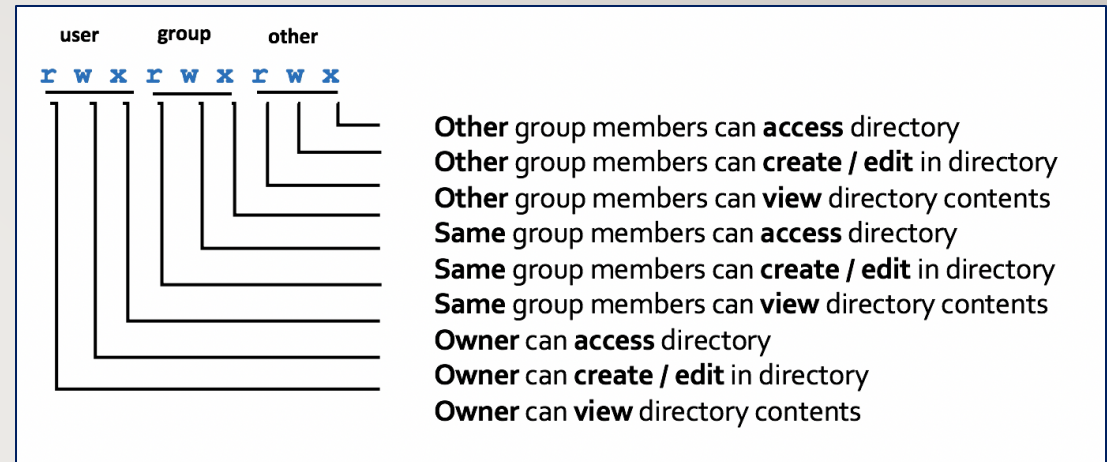 user group other
r w x r w x r w x
Other group members can access directory
Other group members can create / edit in directory
Other group members can view directory contents
Same group members can access directory
Same group members can create / edit in directory
Same group members can view directory contents
Owner can access directory
Owner can create / edit in directory
Owner can view directory contents